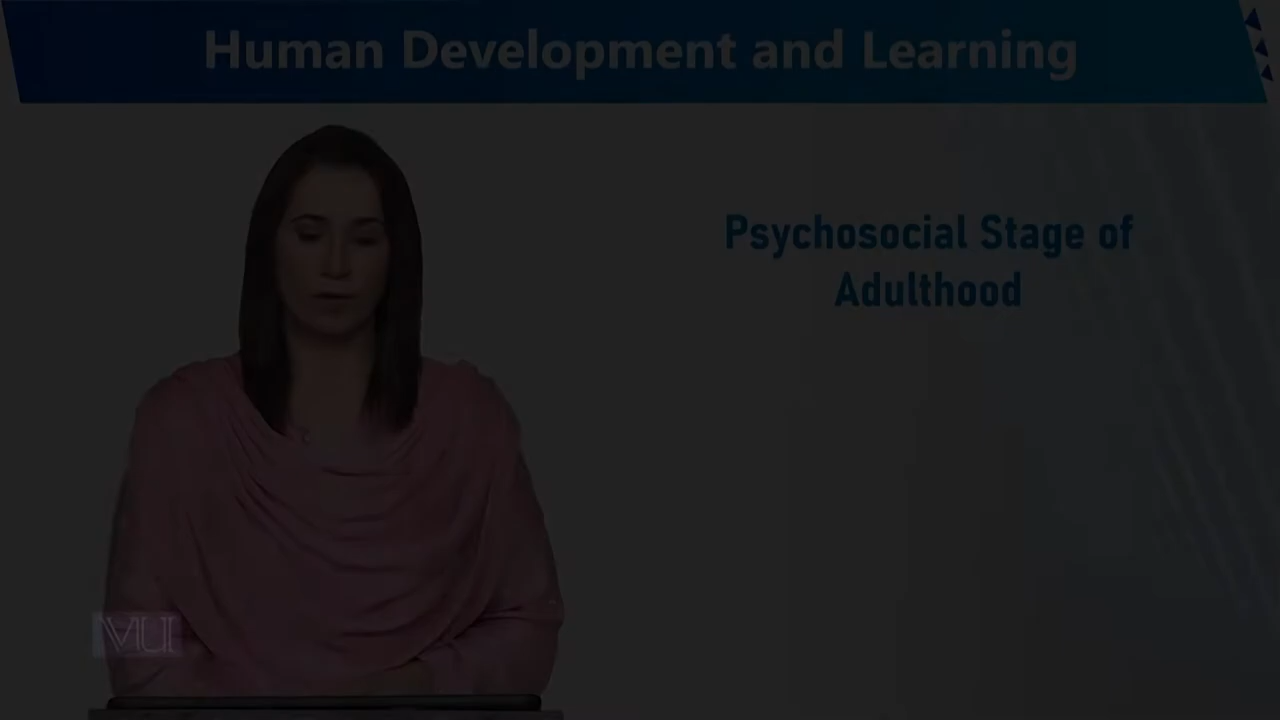 Human Development and Learning
Psychosocial Stage of
Adulthood
VU